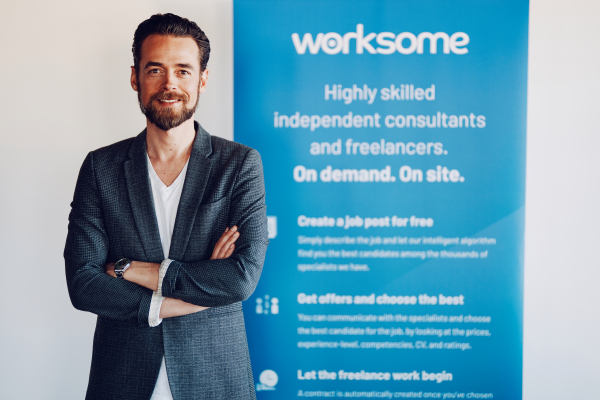 worksome
Highly skilled
independent consultants
and freelancers.
On demand. On site.
Create a job post for free
Simply describe the job and let our intelligent algorithm
find you the best candidates among the thousands of
specialists we have.
Get offers and choose the best
You can communicate with the specialists and choose
the best candidate for the job, by looking at the prices,
experience-level, competencies, CV, and ratings.
Let the freelance work begin
A contract is automatically created once you've chosen